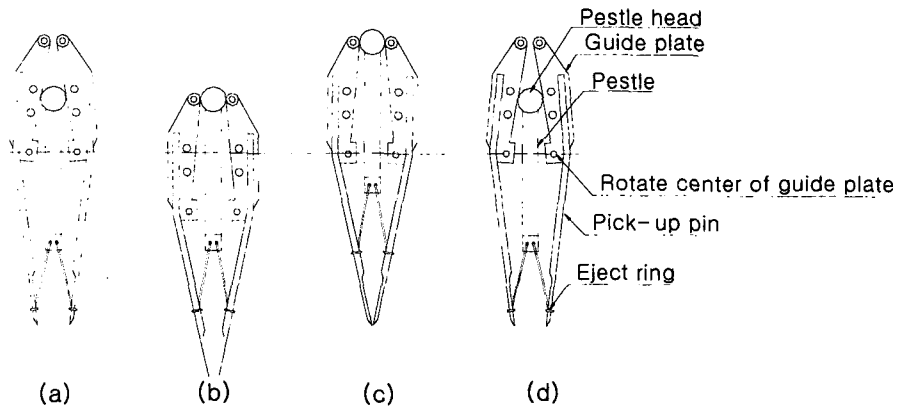 Pestle head
Guide plate
Pestle
Rotate center of guide plate
Pick-up pin
Eject ring
(a) (b) (c) (d)